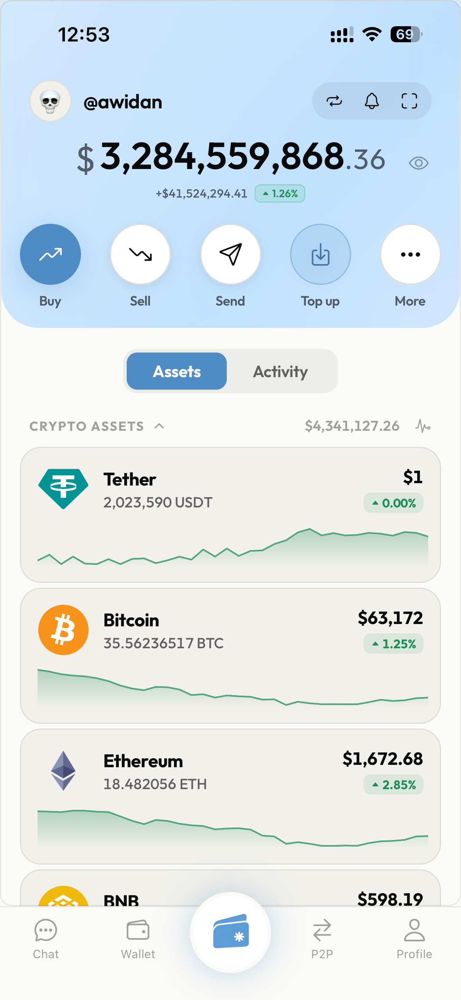 12:53
69
@awidan
$3,284,559,868.36
+$41,524,294.41 1.26%
Buy Sell Send Top up More
Assets Activity
CRYPTO ASSETS $4,341,127.26
Tether $1
2,023,590 USDT 0.00%
Bitcoin $63,172
35.56236517 BTC 1.25%
Ethereum $1,672.68
18.482056 ETH 2.85%
BNB $598.19
Chat Wallet P2P Profile